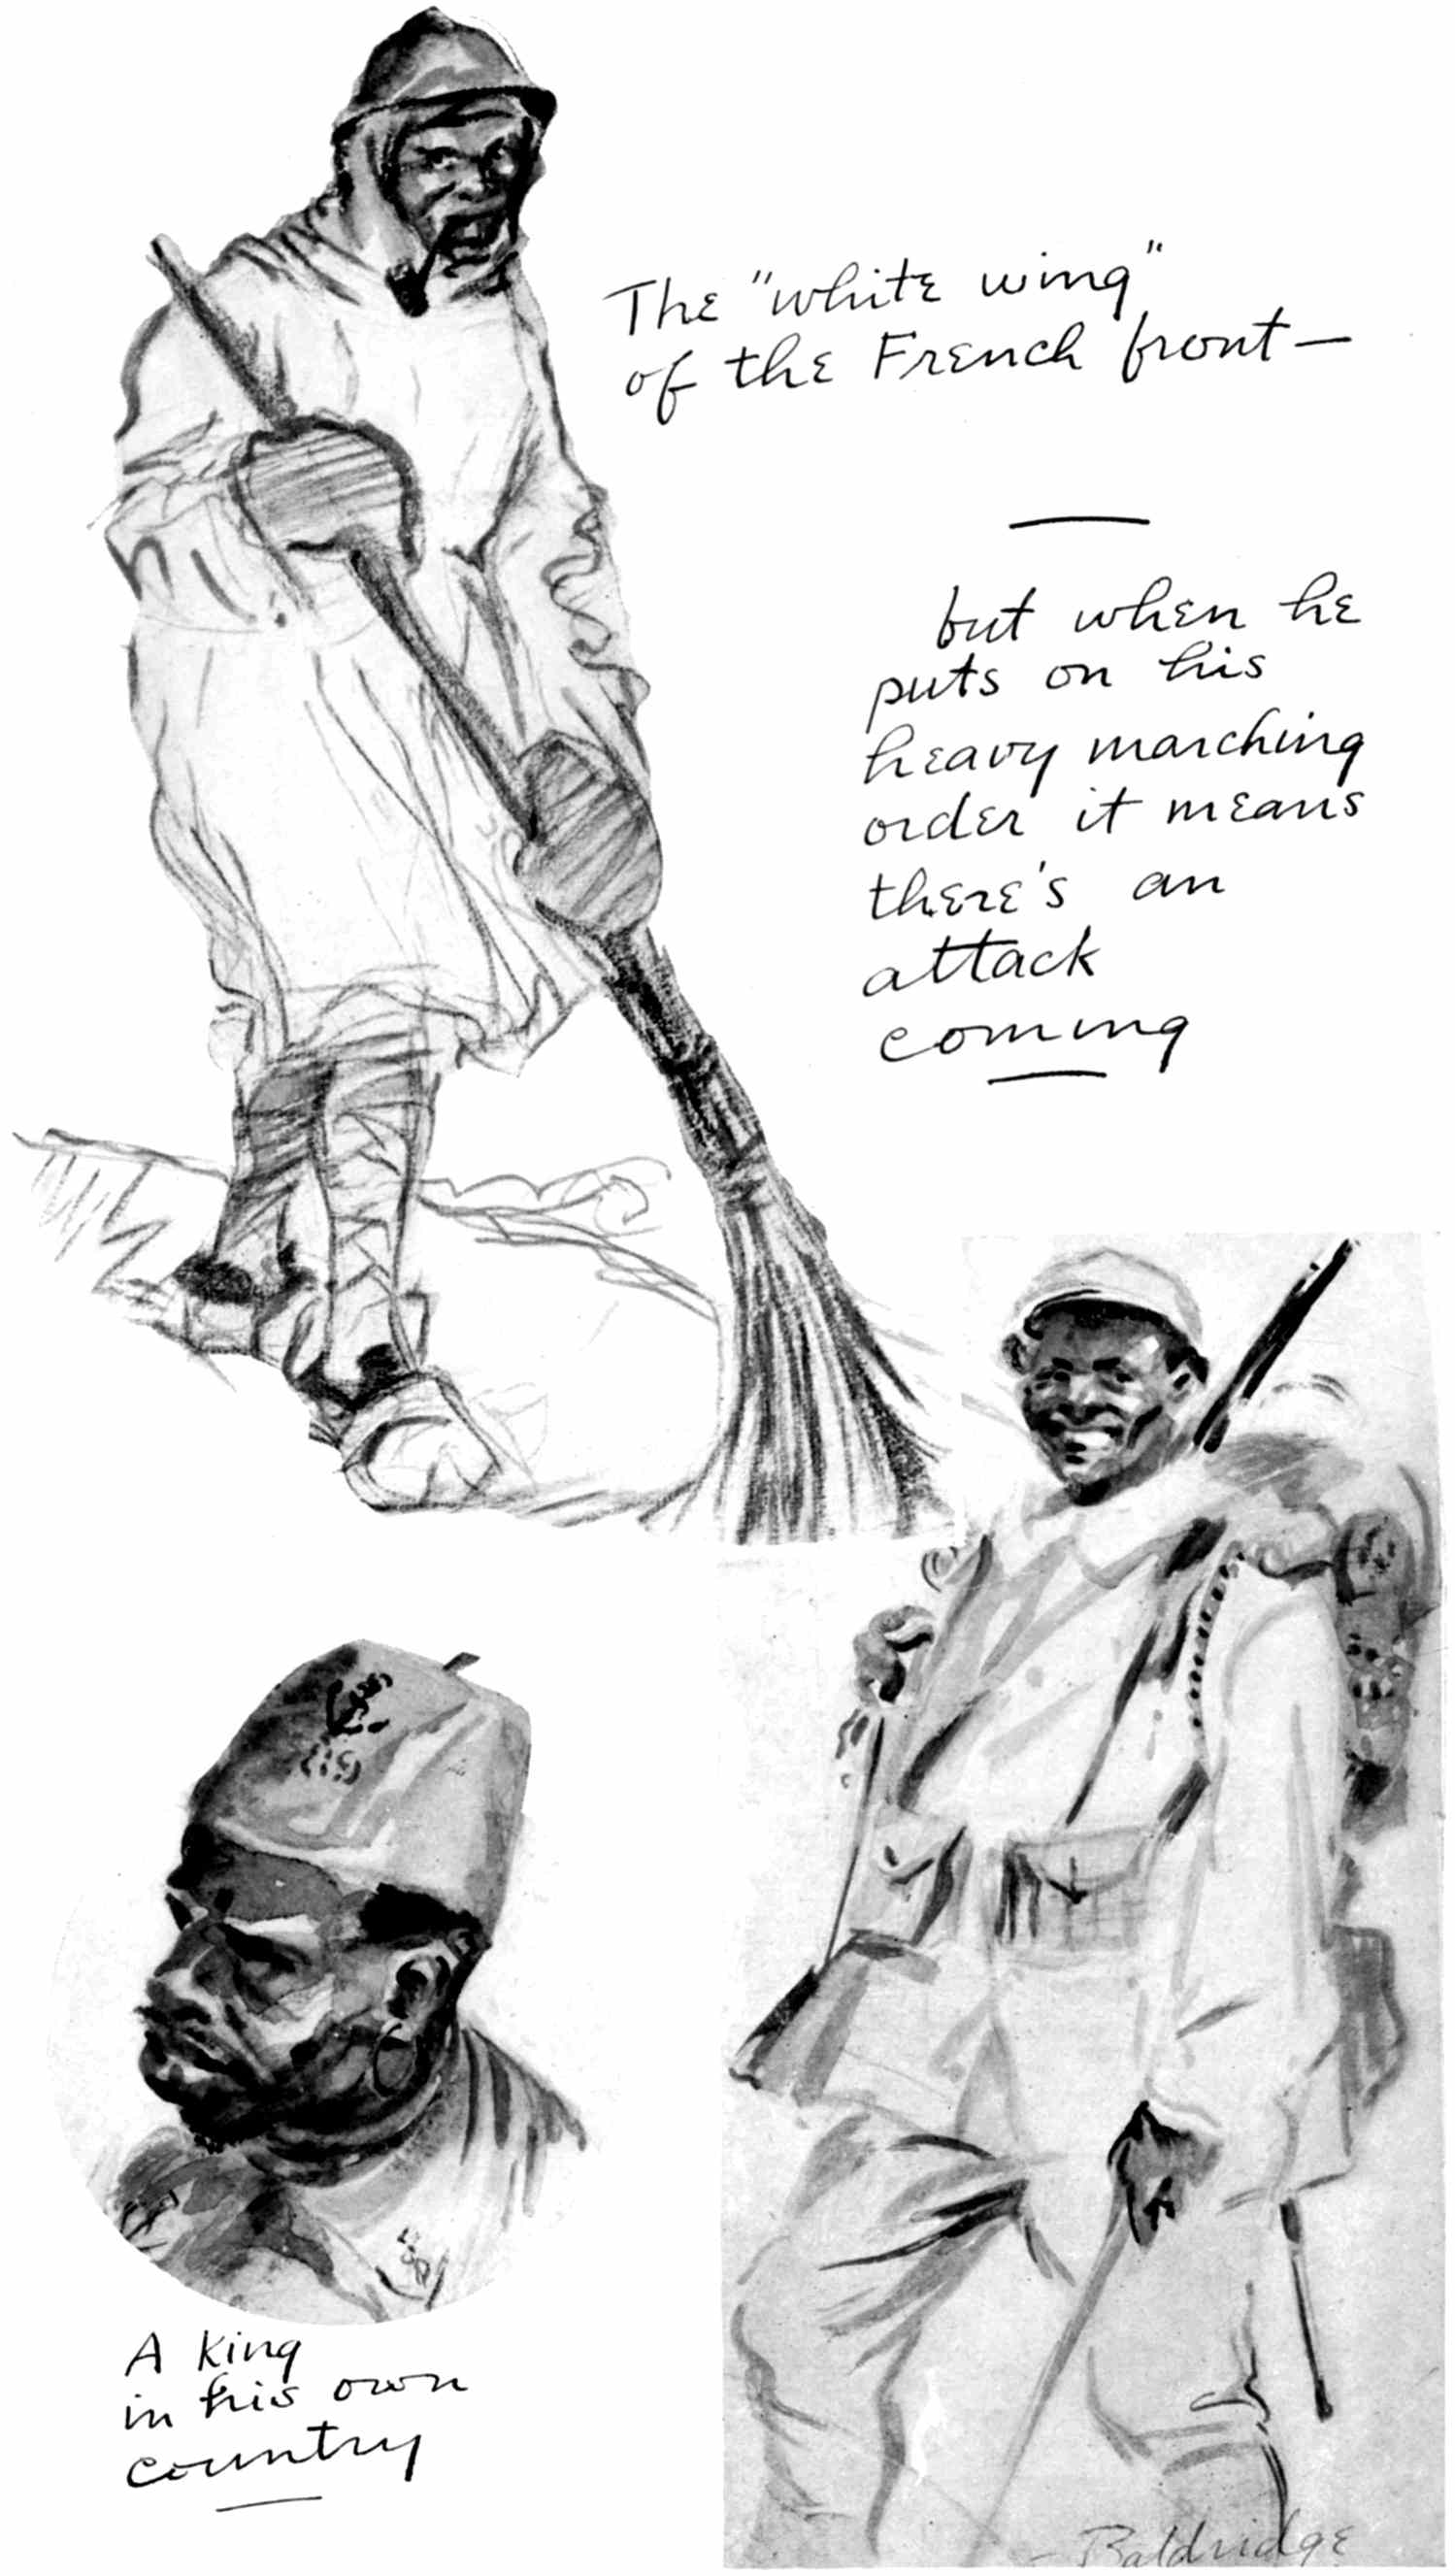 The "white wing"
of the French front—
but when he
puts on his
heavy marching
order it means
there's an
attack
coming
89
A king
in his own
country
- Baldridge